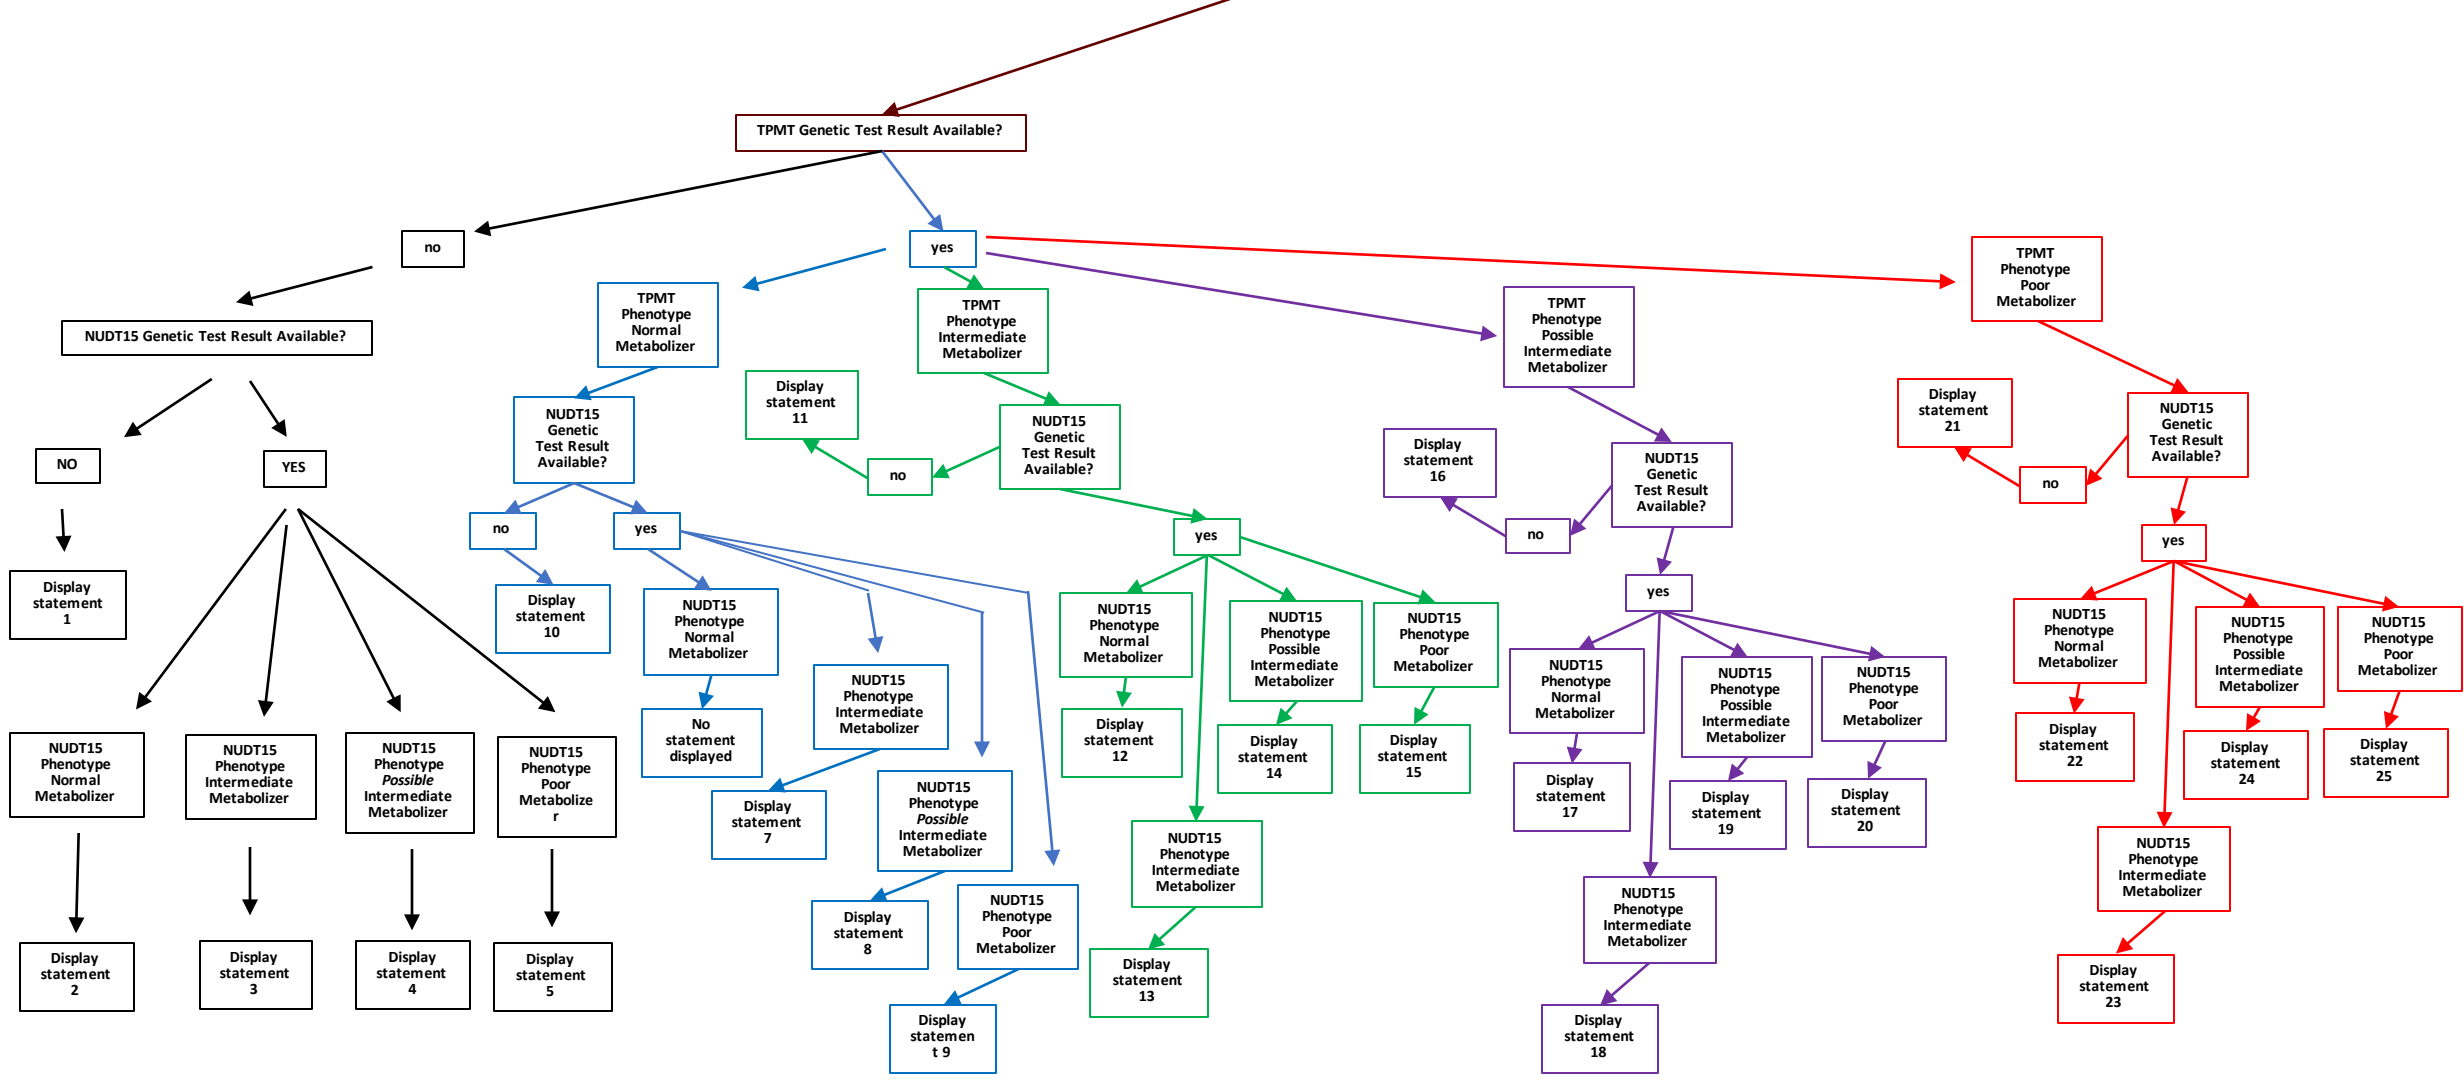 TPMT Genetic Test Result Available?
no
yes
NUDT15 Genetic Test Result Available?
NO
YES
Display
statement
1
NUDT15
Phenotype
Normal
Metabolizer
NUDT15
Phenotype
Intermediate
Metabolizer
NUDT15
Phenotype
Possible
Intermediate
Metabolizer
NUDT15
Phenotype
Poor
Metabolize
r
Display
statement
2
Display
statement
3
Display
statement
4
Display
statement
5
TPMT
Phenotype
Normal
Metabolizer
NUDT15
Genetic
Test Result
Available?
no
yes
Display
statement
10
NUDT15
Phenotype
Normal
Metabolizer
No
statement
displayed
NUDT15
Phenotype
Intermediate
Metabolizer
Display
statement
7
NUDT15
Phenotype
Possible
Intermediate
Metabolizer
Display
statement
8
NUDT15
Phenotype
Poor
Metabolizer
Display
statemen
t 9
TPMT
Phenotype
Intermediate
Metabolizer
Display
statement
11
NUDT15
Genetic
Test Result
Available?
no
yes
NUDT15
Phenotype
Normal
Metabolizer
Display
statement
12
NUDT15
Phenotype
Possible
Intermediate
Metabolizer
Display
statement
14
NUDT15
Phenotype
Poor
Metabolizer
Display
statement
15
NUDT15
Phenotype
Intermediate
Metabolizer
Display
statement
13
TPMT
Phenotype
Possible
Intermediate
Metabolizer
Display
statement
16
NUDT15
Genetic
Test Result
Available?
no
yes
NUDT15
Phenotype
Normal
Metabolizer
Display
statement
17
NUDT15
Phenotype
Possible
Intermediate
Metabolizer
Display
statement
19
NUDT15
Phenotype
Poor
Metabolizer
Display
statement
20
NUDT15
Phenotype
Intermediate
Metabolizer
Display
statement
18
TPMT
Phenotype
Poor
Metabolizer
Display
statement
21
NUDT15
Genetic
Test Result
Available?
no
yes
NUDT15
Phenotype
Normal
Metabolizer
Display
statement
22
NUDT15
Phenotype
Possible
Intermediate
Metabolizer
Display
statement
24
NUDT15
Phenotype
Poor
Metabolizer
Display
statement
25
NUDT15
Phenotype
Intermediate
Metabolizer
Display
statement
23